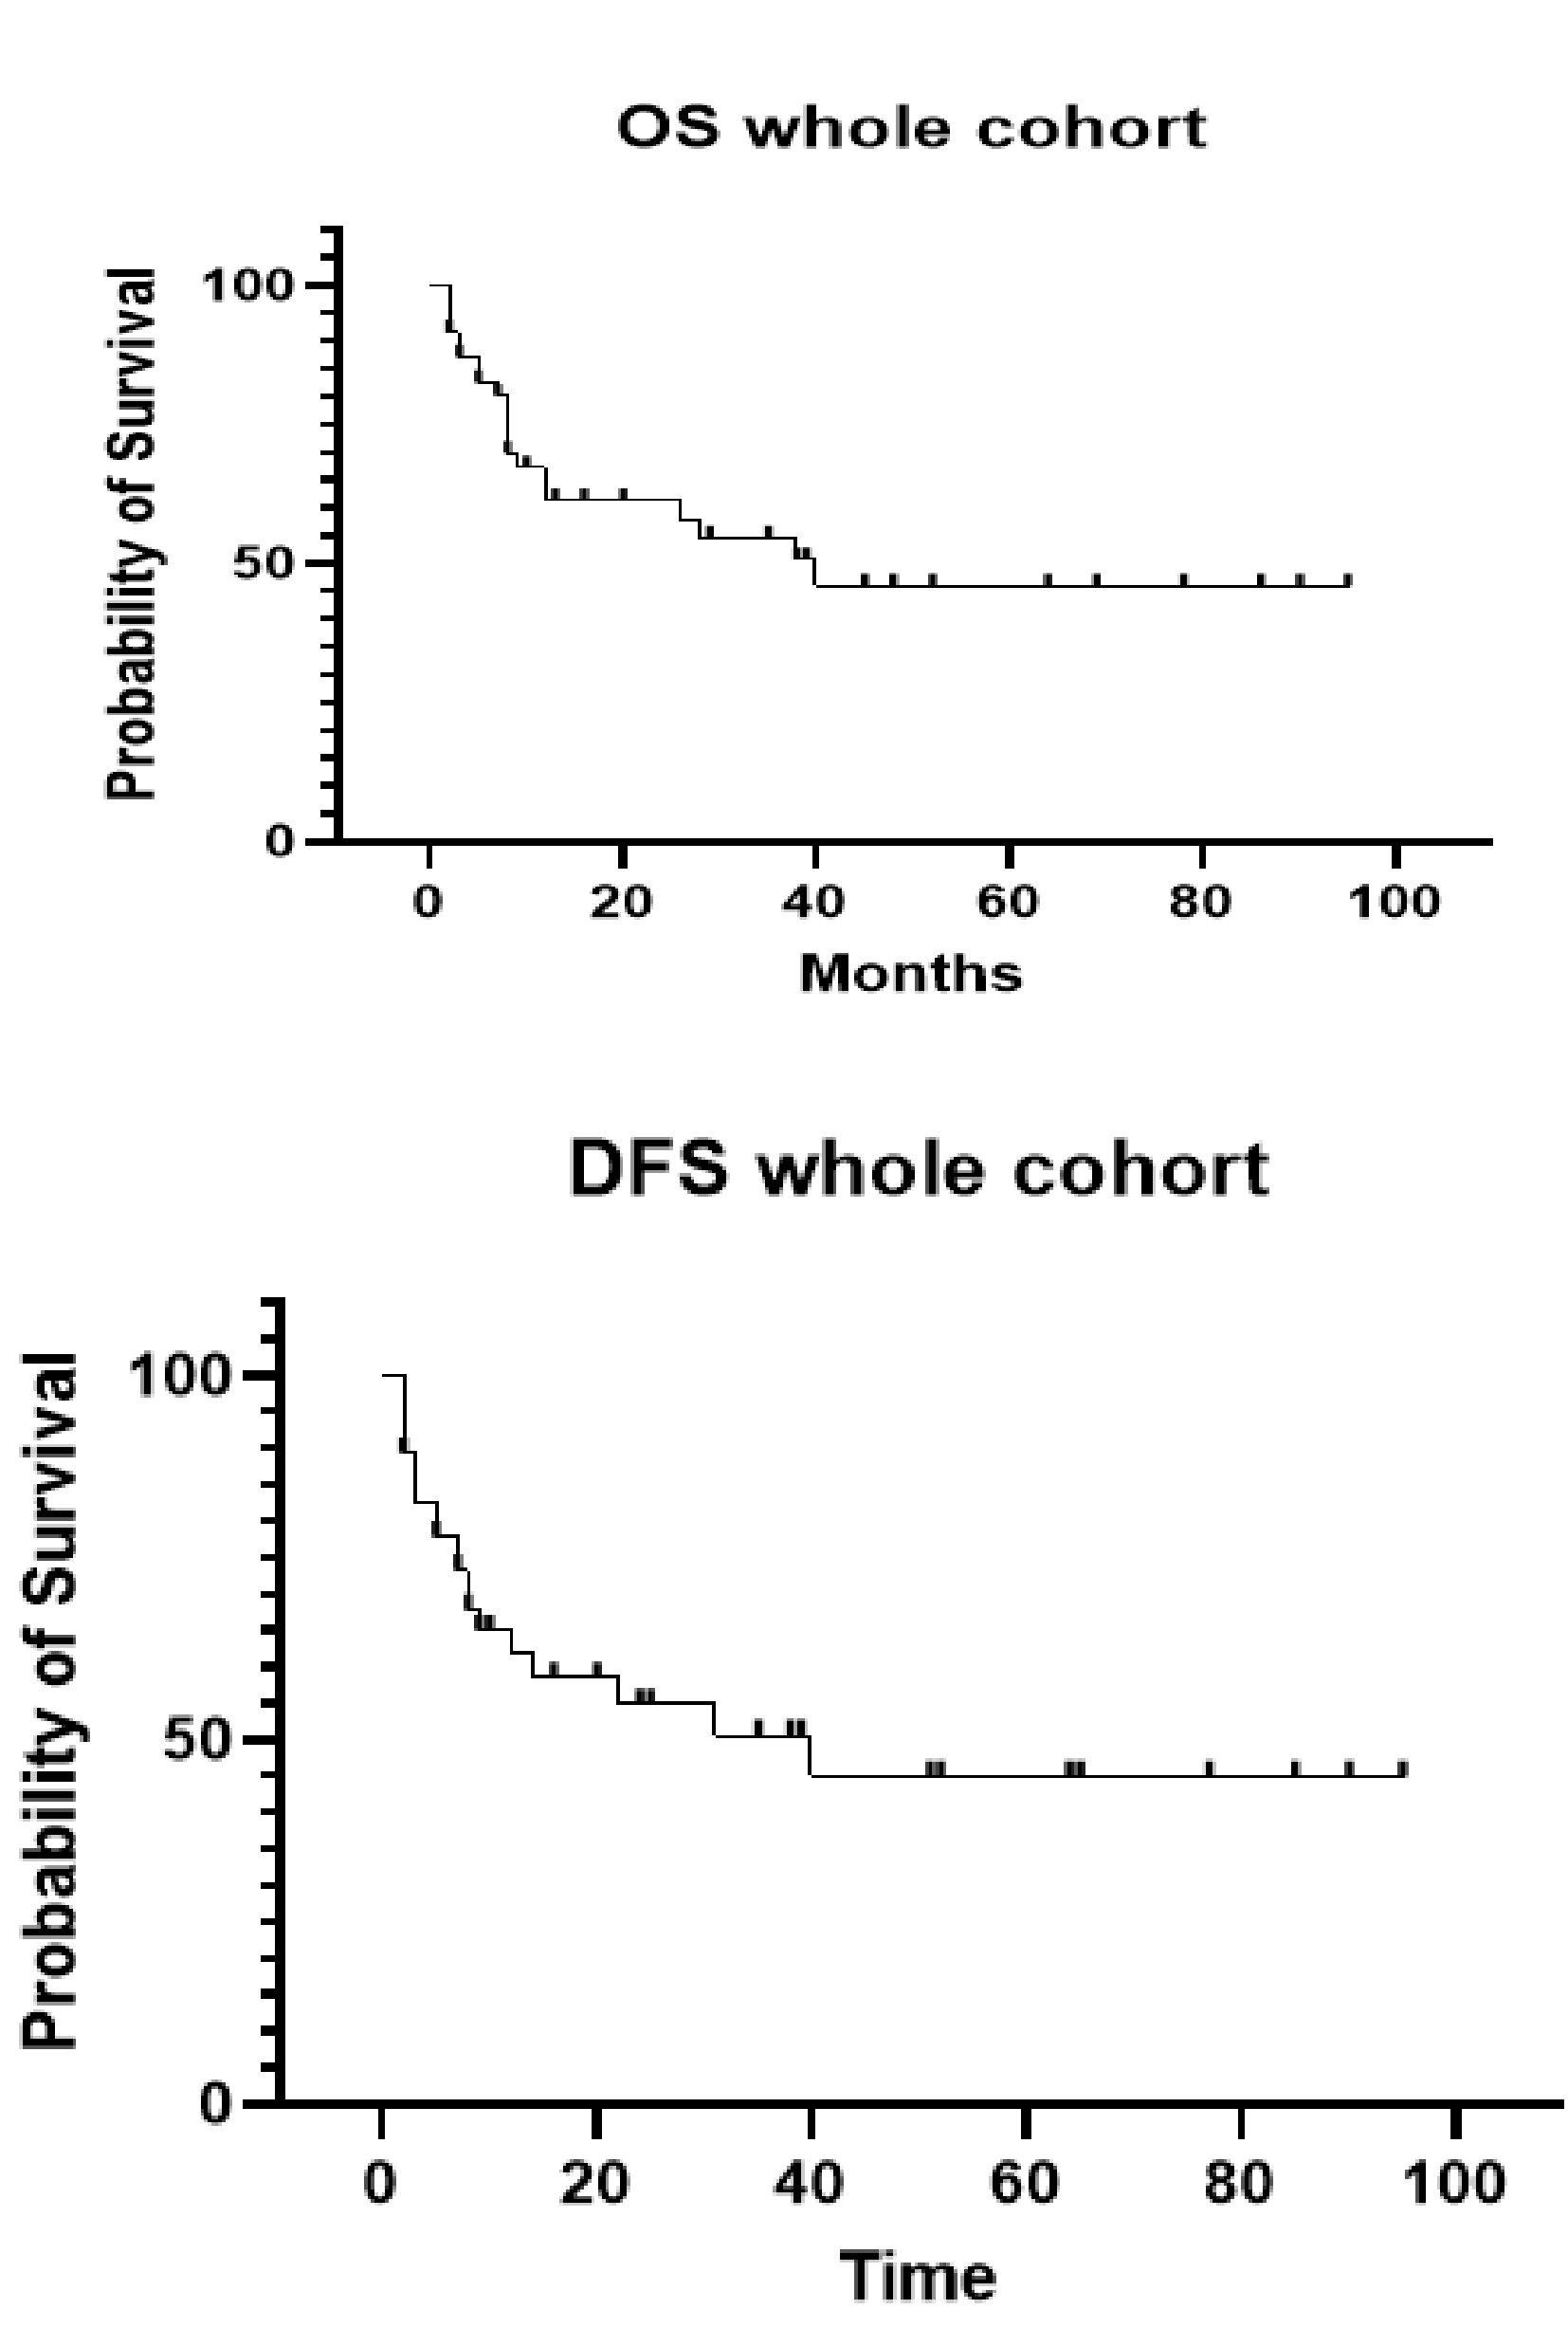 OS whole cohort
Probability of Survival
100
50
0
0 20 40 60 80 100
Months
DFS whole cohort
Probability of Survival
100
50
0
0 20 40 60 80 100
Time